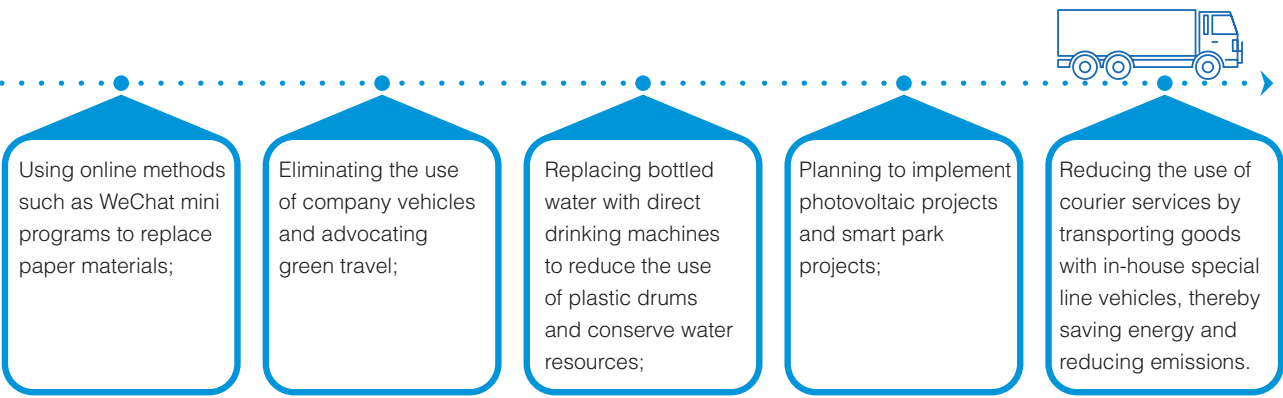 Using online methods
such as WeChat mini
programs to replace
paper materials;
Eliminating the use
of company vehicles
and advocating
green travel;
Replacing bottled
water with direct
drinking machines
to reduce the use
of plastic drums
and conserve water
resources;
Planning to implement
photovoltaic projects
and smart park
projects;
Reducing the use of
courier services by
transporting goods
with in-house special
line vehicles, thereby
saving energy and
reducing emissions.